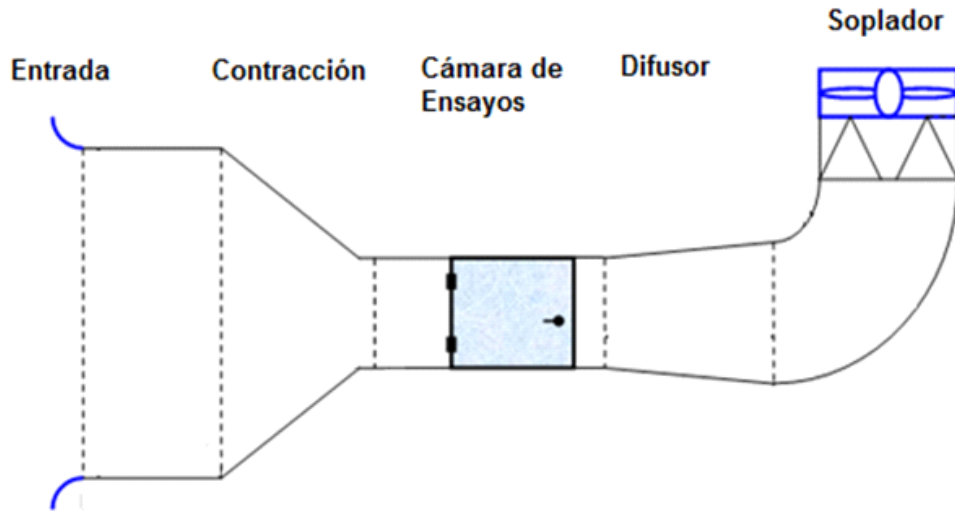 Soplador
Entrada
Contracción
Cámara de
Ensayos
Difusor